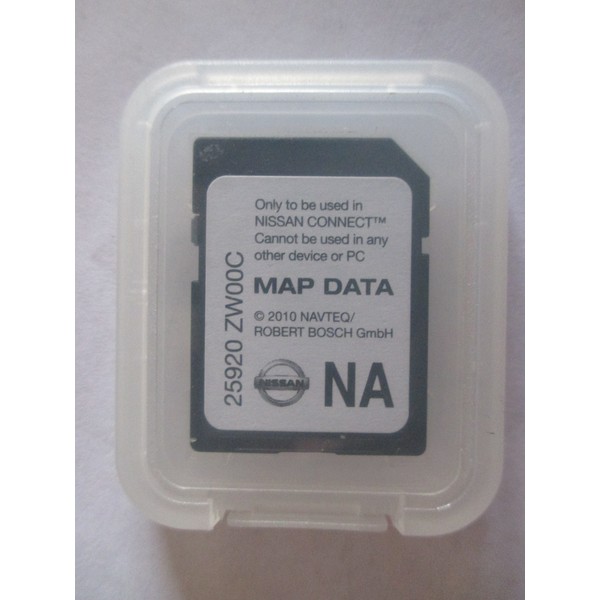 Only to be used in
NISSAN CONNECT™
Cannot be used in any
other device or PC
MAP DATA
© 2010 NAVTEQ/
ROBERT BOSCH GmbH
25920 ZW00C
NISSAN
NA